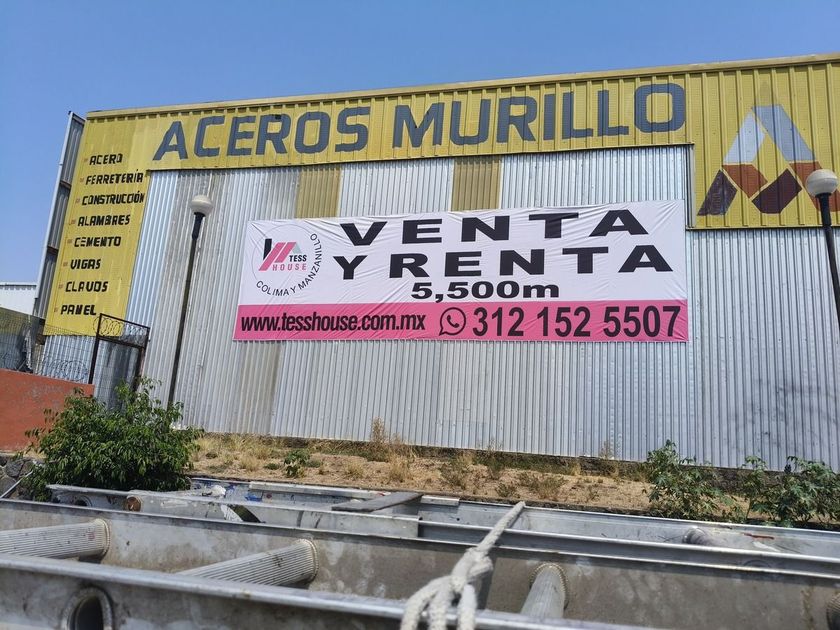 ACEROS MURILLO
ACERO
FERRETERÍA
CONSTRUCCIÓN
ALAMBRES
CEMENTO
VIGAS
CLAVOS
PANEL
TESS
HOUSE
COLIMA Y MANZANILLO
VENTA
Y RENTA
5,500m
www.tesshouse.com.mx 312 152 5507